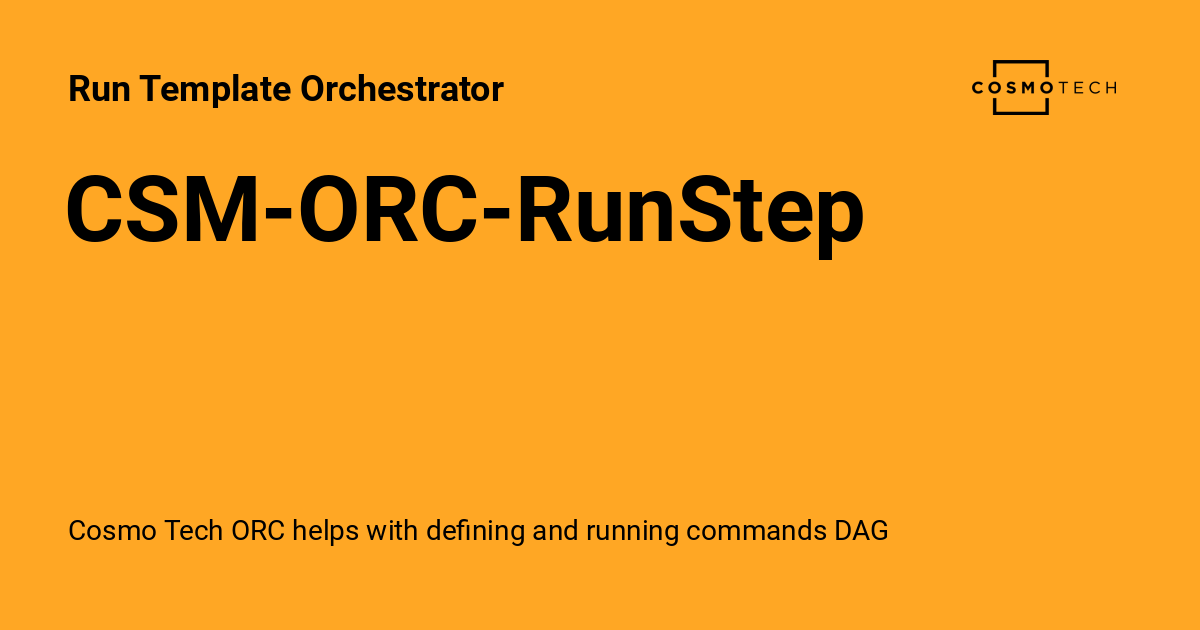 Run Template Orchestrator
COSMOTECH
CSM-ORC-RunStep
Cosmo Tech ORC helps with defining and running commands DAG